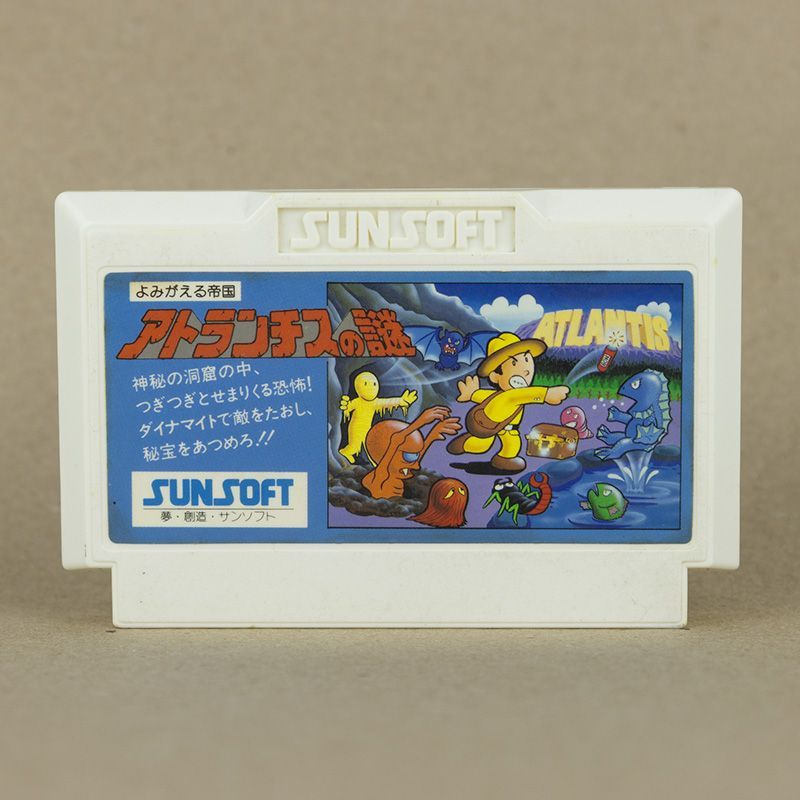 SUNSOFT
よみがえる帝国
アトランチスの謎
神秘の洞窟の中、
つぎつぎとせまりくる恐怖!
ダイナマイトで敵をたおし、
秘宝をあつめろ!!
SUNSOFT
夢・創造・サンソフト
ATLANTIS